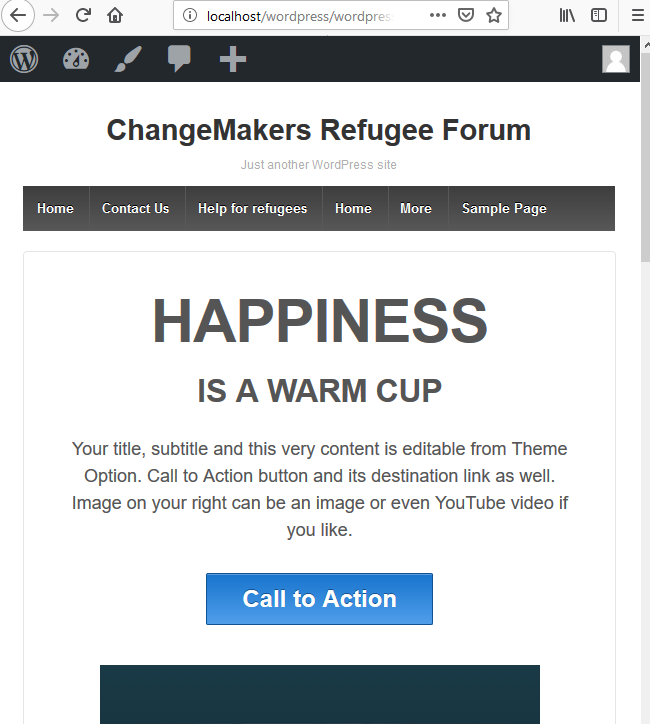 localhost/wordpress/wordpres
ChangeMakers Refugee Forum
Just another WordPress site
Home Contact Us Help for refugees Home More Sample Page
HAPPINESS
IS A WARM CUP
Your title, subtitle and this very content is editable from Theme
Option. Call to Action button and its destination link as well.
Image on your right can be an image or even YouTube video if
you like.
Call to Action